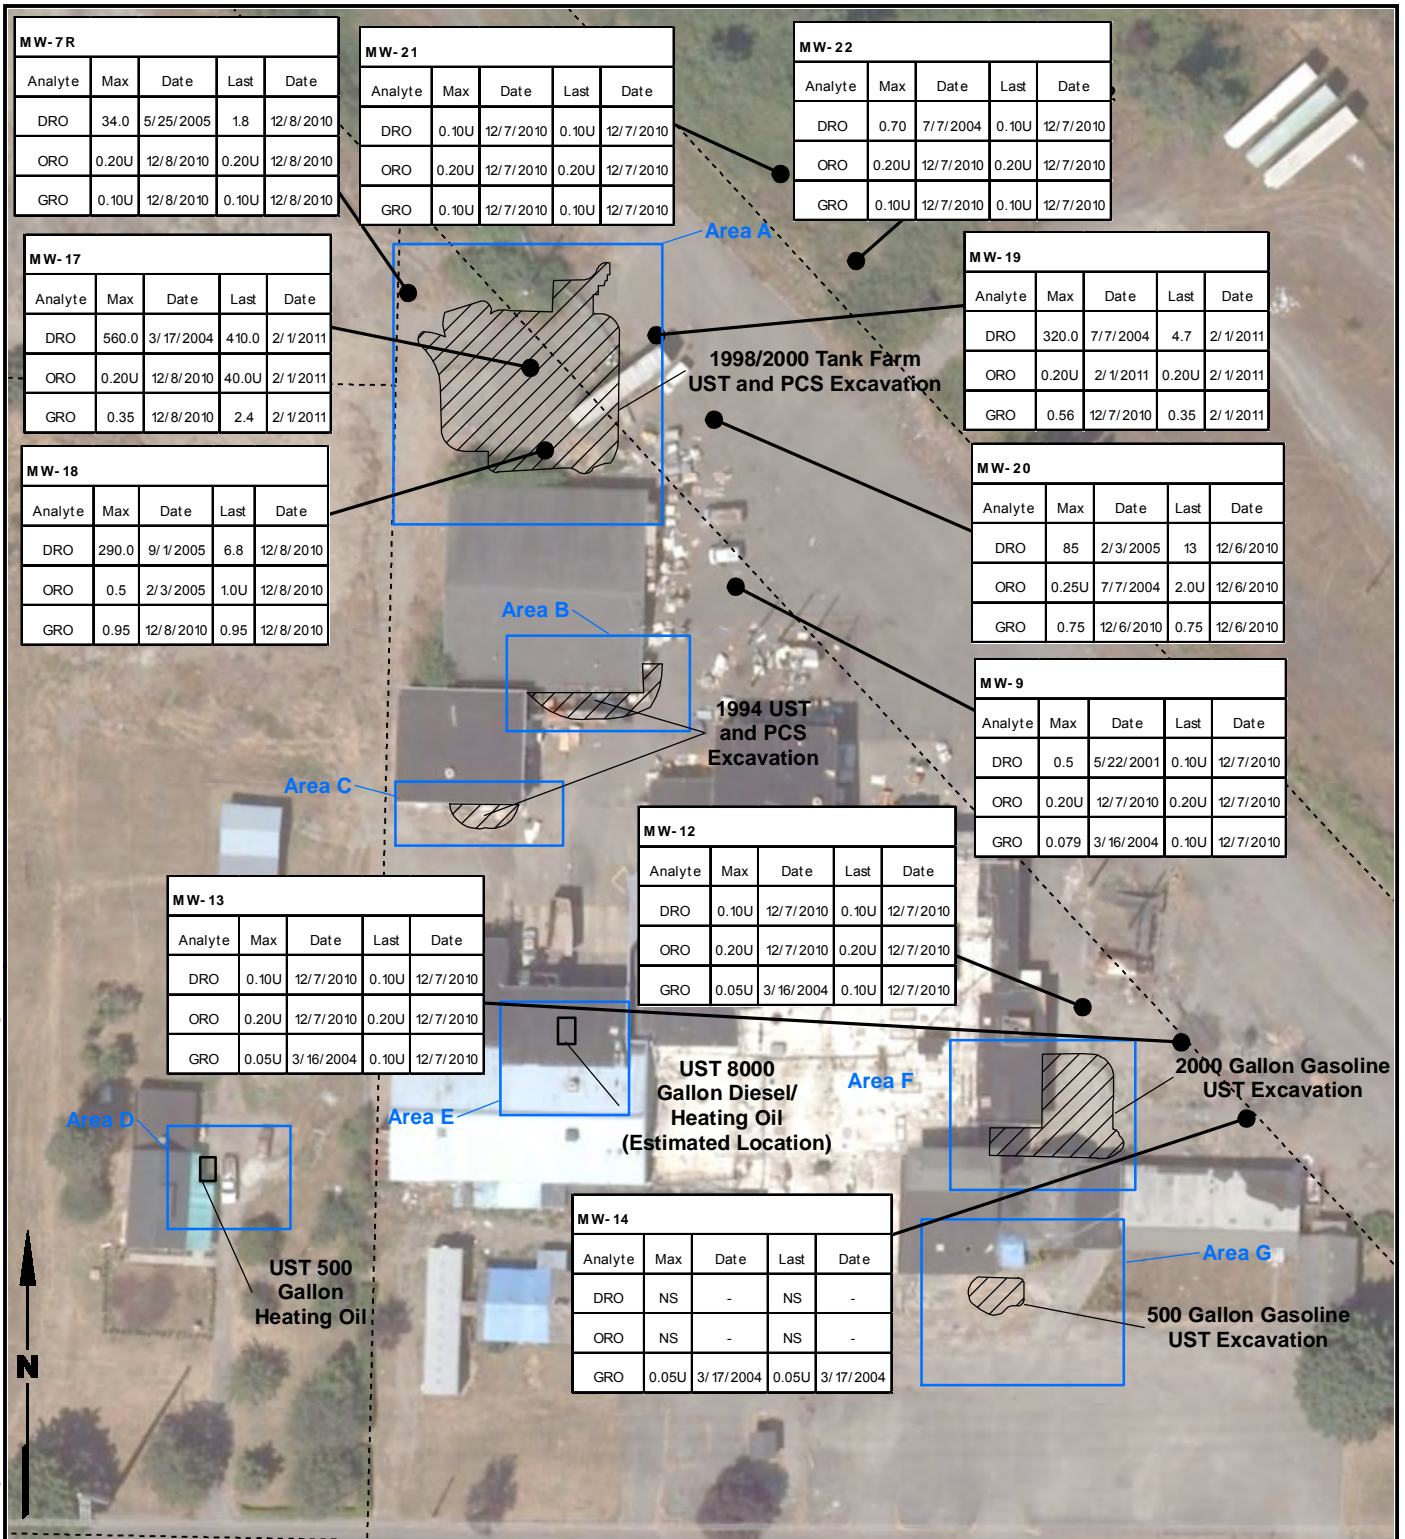 MW-7R
Analyte Max Date Last Date
DRO 34.0 5/25/2005 1.8 12/8/2010
ORO 0.20U 12/8/2010 0.20U 12/8/2010
GRO 0.10U 12/8/2010 0.10U 12/8/2010
MW-21
Analyte Max Date Last Date
DRO 0.10U 12/7/2010 0.10U 12/7/2010
ORO 0.20U 12/7/2010 0.20U 12/7/2010
GRO 0.10U 12/7/2010 0.10U 12/7/2010
MW-22
Analyte Max Date Last Date
DRO 0.70 7/7/2004 0.10U 12/7/2010
ORO 0.20U 12/7/2010 0.20U 12/7/2010
GRO 0.10U 12/7/2010 0.10U 12/7/2010
Area A
MW-17
Analyte Max Date Last Date
DRO 560.0 3/17/2004 410.0 2/1/2011
ORO 0.20U 12/8/2010 40.0U 2/1/2011
GRO 0.35 12/8/2010 2.4 2/1/2011
MW-19
Analyte Max Date Last Date
DRO 320.0 7/7/2004 4.7 2/1/2011
ORO 0.20U 2/1/2011 0.20U 2/1/2011
GRO 0.56 12/7/2010 0.35 2/1/2011
1998/2000 Tank Farm
UST and PCS Excavation
MW-18
Analyte Max Date Last Date
DRO 290.0 9/1/2005 6.8 12/8/2010
ORO 0.5 2/3/2005 1.0U 12/8/2010
GRO 0.95 12/8/2010 0.95 12/8/2010
MW-20
Analyte Max Date Last Date
DRO 85 2/3/2005 13 12/6/2010
ORO 0.25U 7/7/2004 2.0U 12/6/2010
GRO 0.75 12/6/2010 0.75 12/6/2010
Area B
MW-9
Analyte Max Date Last Date
DRO 0.5 5/22/2001 0.10U 12/7/2010
ORO 0.20U 12/7/2010 0.20U 12/7/2010
GRO 0.079 3/16/2004 0.10U 12/7/2010
1994 UST
and PCS
Excavation
Area C
MW-12
Analyte Max Date Last Date
DRO 0.10U 12/7/2010 0.10U 12/7/2010
ORO 0.20U 12/7/2010 0.20U 12/7/2010
GRO 0.05U 3/16/2004 0.10U 12/7/2010
MW-13
Analyte Max Date Last Date
DRO 0.10U 12/7/2010 0.10U 12/7/2010
ORO 0.20U 12/7/2010 0.20U 12/7/2010
GRO 0.05U 3/16/2004 0.10U 12/7/2010
UST 8000
Gallon Diesel/
Heating Oil
(Estimated Location)
Area F
2000 Gallon Gasoline
UST Excavation
Area D
Area E
MW-14
Analyte Max Date Last Date
DRO NS - NS -
ORO NS - NS -
GRO 0.05U 3/17/2004 0.05U 3/17/2004
Area G
UST 500
Gallon
Heating Oil
500 Gallon Gasoline
UST Excavation
N